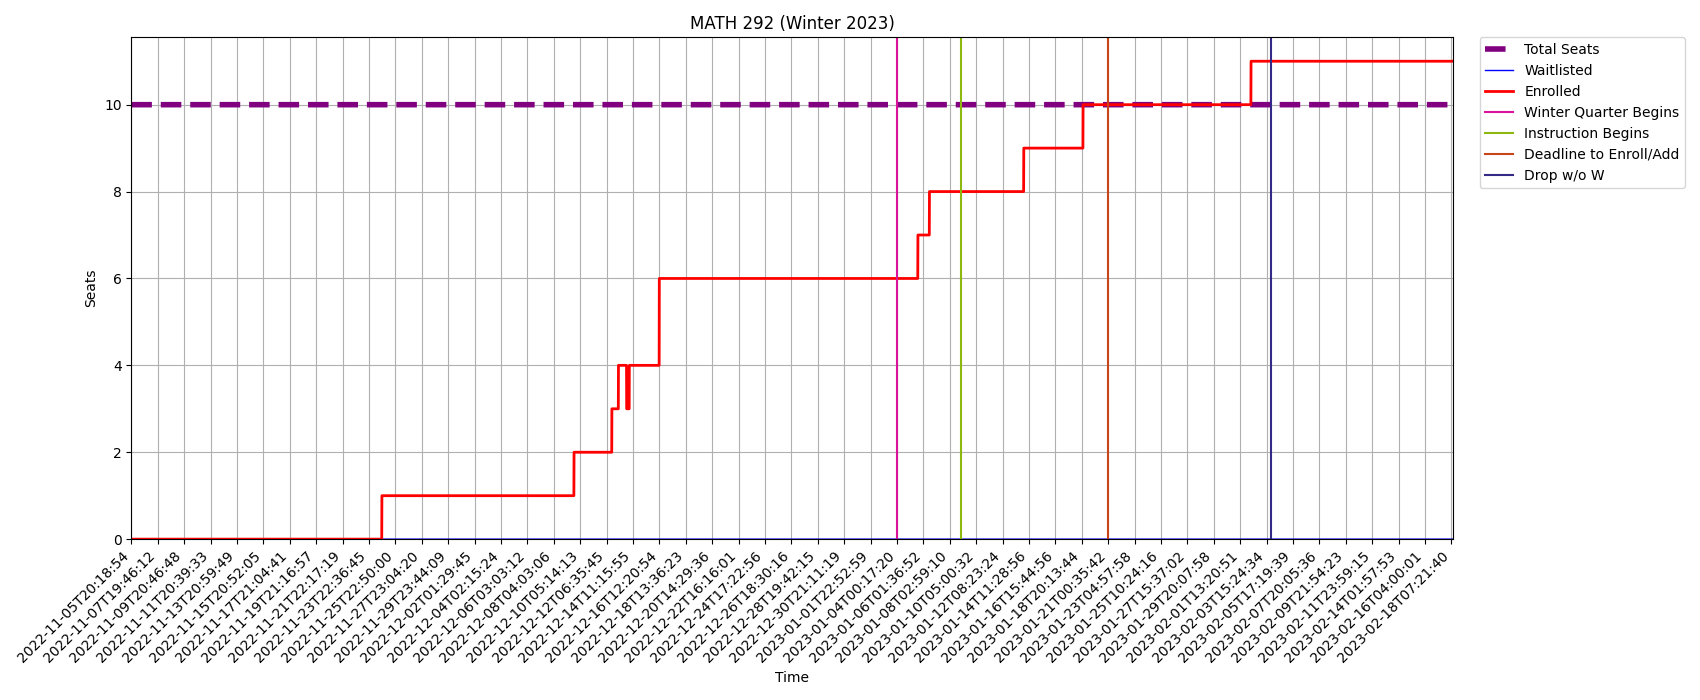 MATH 292 (Winter 2023)
Total Seats
Waitlisted
Enrolled
Winter Quarter Begins
Instruction Begins
Deadline to Enroll/Add
Drop w/o W
10
8
6
4
2
0
Seats
2022-11-05T20:18:54
2022-11-07T19:46:12
2022-11-09T20:46:48
2022-11-11T20:39:33
2022-11-13T20:59:49
2022-11-15T20:52:05
2022-11-17T21:04:41
2022-11-19T21:16:57
2022-11-21T22:17:19
2022-11-23T22:36:45
2022-11-25T22:50:00
2022-11-27T23:04:20
2022-11-29T23:44:09
2022-12-02T01:29:45
2022-12-04T02:15:24
2022-12-06T03:03:12
2022-12-08T04:03:06
2022-12-10T05:14:13
2022-12-12T06:35:45
2022-12-14T11:15:55
2022-12-16T12:20:54
2022-12-18T13:36:23
2022-12-20T14:29:36
2022-12-22T16:16:01
2022-12-24T17:22:56
2022-12-26T18:30:16
2022-12-28T19:42:15
2022-12-30T21:11:19
2023-01-01T22:52:59
2023-01-04T00:17:20
2023-01-06T01:36:52
2023-01-08T02:59:10
2023-01-10T05:00:32
2023-01-12T08:23:24
2023-01-14T11:28:56
2023-01-16T15:44:56
2023-01-18T20:13:44
2023-01-21T00:35:42
2023-01-23T04:57:58
2023-01-25T10:24:16
2023-01-27T15:37:02
2023-01-29T20:07:58
2023-02-01T13:20:51
2023-02-03T15:24:34
2023-02-05T17:19:39
2023-02-07T20:05:36
2023-02-09T21:54:23
2023-02-11T23:59:15
2023-02-14T01:57:53
2023-02-16T04:00:01
2023-02-18T07:21:40
Time